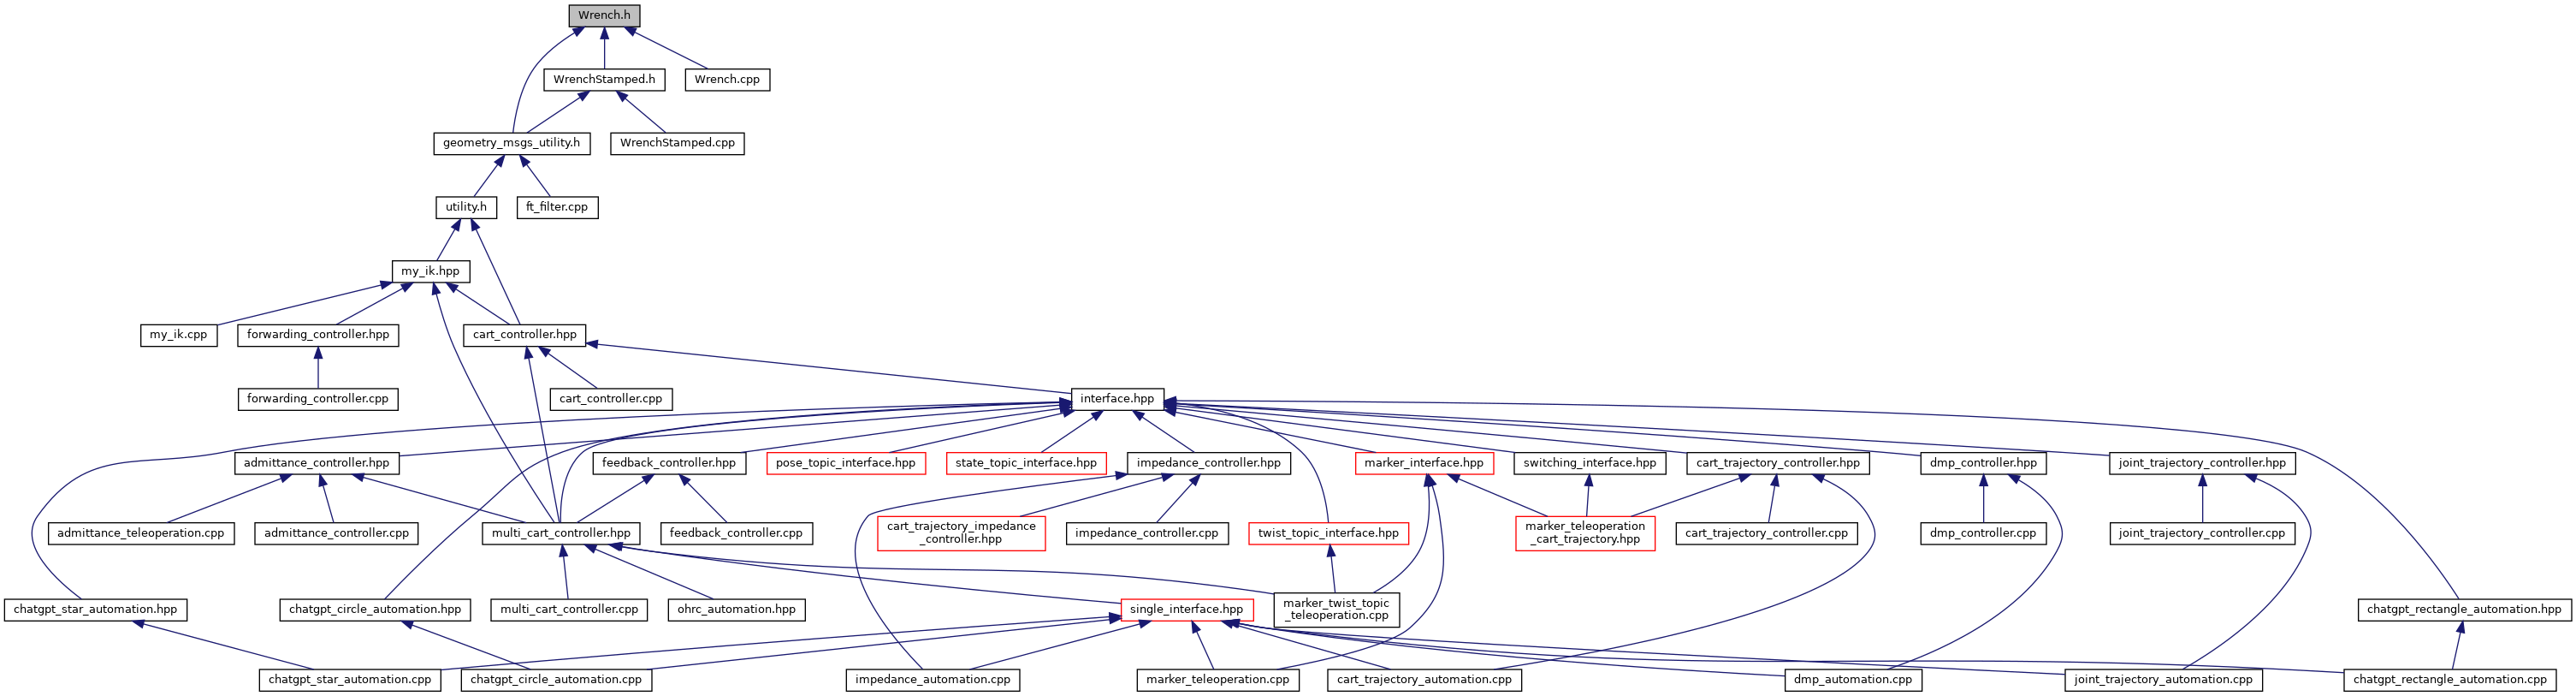 Wrench.h
WrenchStamped.h
Wrench.cpp
geometry_msgs_utility.h
WrenchStamped.cpp
utility.h
ft_filter.cpp
my_ik.hpp
my_ik.cpp
forwarding_controller.hpp
cart_controller.hpp
forwarding_controller.cpp
cart_controller.cpp
interface.hpp
admittance_controller.hpp
feedback_controller.hpp
pose_topic_interface.hpp
state_topic_interface.hpp
impedance_controller.hpp
marker_interface.hpp
switching_interface.hpp
cart_trajectory_controller.hpp
dmp_controller.hpp
joint_trajectory_controller.hpp
admittance_teleoperation.cpp
admittance_controller.cpp
multi_cart_controller.hpp
feedback_controller.cpp
cart_trajectory_impedance
_controller.hpp
impedance_controller.cpp
twist_topic_interface.hpp
marker_teleoperation
_cart_trajectory.hpp
cart_trajectory_controller.cpp
dmp_controller.cpp
joint_trajectory_controller.cpp
chatgpt_star_automation.hpp
chatgpt_circle_automation.hpp
multi_cart_controller.cpp
ohrc_automation.hpp
single_interface.hpp
marker_twist_topic
_teleoperation.cpp
chatgpt_rectangle_automation.hpp
chatgpt_star_automation.cpp
chatgpt_circle_automation.cpp
impedance_automation.cpp
marker_teleoperation.cpp
cart_trajectory_automation.cpp
dmp_automation.cpp
joint_trajectory_automation.cpp
chatgpt_rectangle_automation.cpp